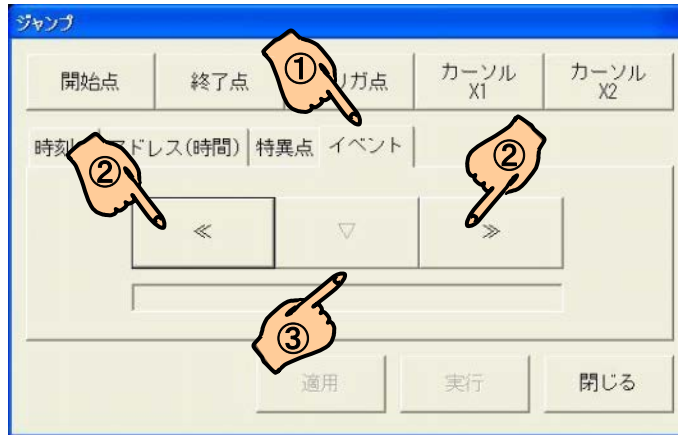 ジャンプ
開始点
終了点
①
リガ点
カーソル
X1
カーソル
X2
時刻
ドレス(時間)
特異点
イベント
②
②
≪
▽
≫
③
適用
実行
閉じる